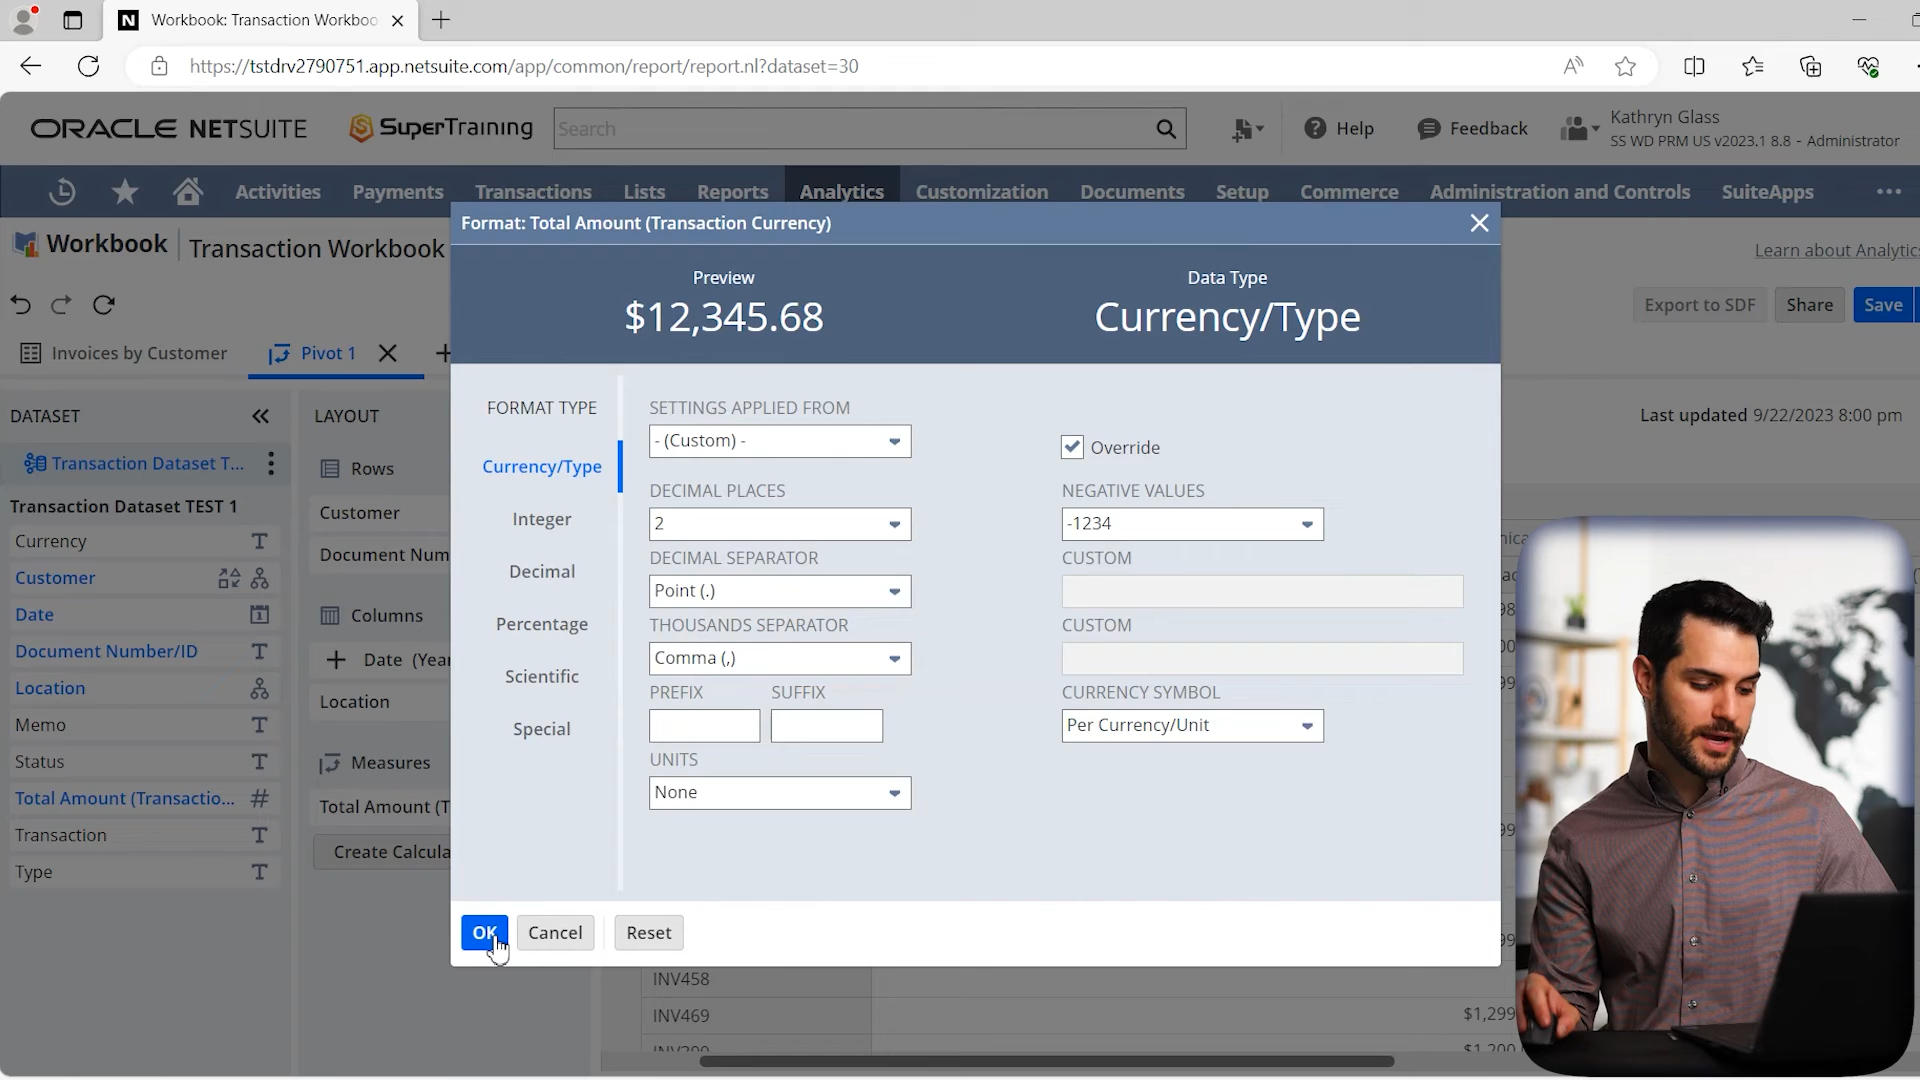 Workbook: Transaction Workboo
https://tstdrv2790751.app.netsuite.com/app/common/report/report.nl?dataset=30
ORACLE NETSUITE
SuperTraining
Search
Help
Feedback
Kathryn Glass
SS WD PRM US v2023.1 8.8 - Administrator
Activities
Payments
Transactions
Lists
Reports
Analytics
Customization
Documents
Setup
Commerce
Administration and Controls
SuiteApps
Workbook
Transaction Workbook
Learn about Analytics
Export to SDF
Share
Save
Invoices by Customer
Pivot 1
Last updated 9/22/2023 8:00 pm
DATASET
Transaction Dataset T...
Transaction Dataset TEST 1
Currency
Customer
Date
Document Number/ID
Location
Memo
Status
Total Amount (Transactio...
Transaction
Type
LAYOUT
Rows
Customer
Document Num
Columns
Date (Year
Location
Measures
Total Amount (T
Create Calcula
Format: Total Amount (Transaction Currency)
Preview
$12,345.68
Data Type
Currency/Type
FORMAT TYPE
Currency/Type
Integer
Decimal
Percentage
Scientific
Special
SETTINGS APPLIED FROM
- (Custom) -
Override
DECIMAL PLACES
2
NEGATIVE VALUES
-1234
DECIMAL SEPARATOR
Point (.)
CUSTOM
THOUSANDS SEPARATOR
Comma (,)
CUSTOM
PREFIX
SUFFIX
CURRENCY SYMBOL
Per Currency/Unit
UNITS
None
OK
Cancel
Reset
INV458
INV469
$1,299
$1,200